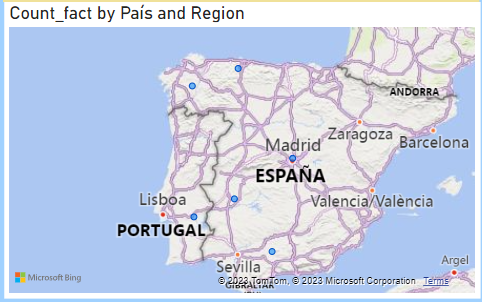 Count_fact by País and Region
ANDORRA
Zaragoza
Madrid
Barcelona
ESPAÑA
Lisboa
Valencia/València
PORTUGAL
Sevilla
Argel
GIBRALTAR
Microsoft Bing
© 2023 TomTom, © 2023 Microsoft Corporation Terms